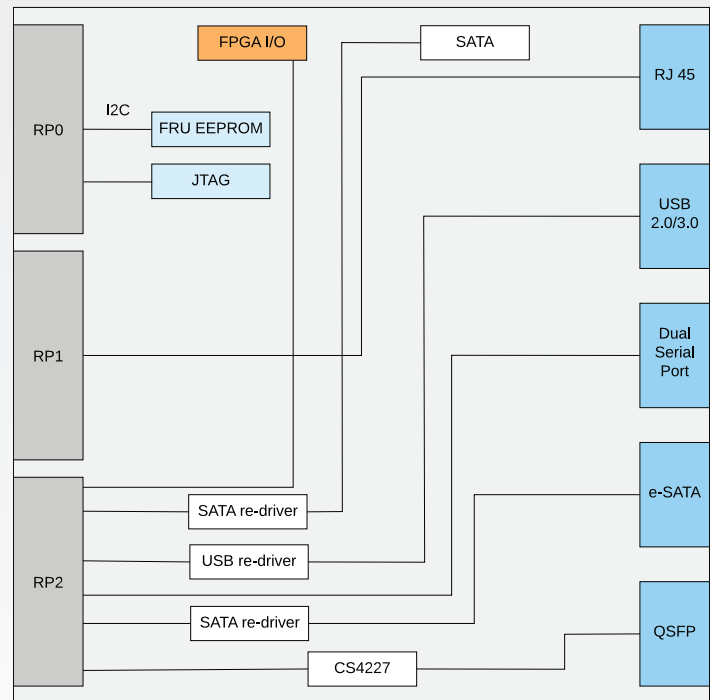 FPGA I/O
SATA
RJ 45
RP0
I2C
FRU EEPROM
JTAG
USB
2.0/3.0
RP1
Dual
Serial
Port
e-SATA
SATA re-driver
USB re-driver
RP2
SATA re-driver
QSFP
CS4227